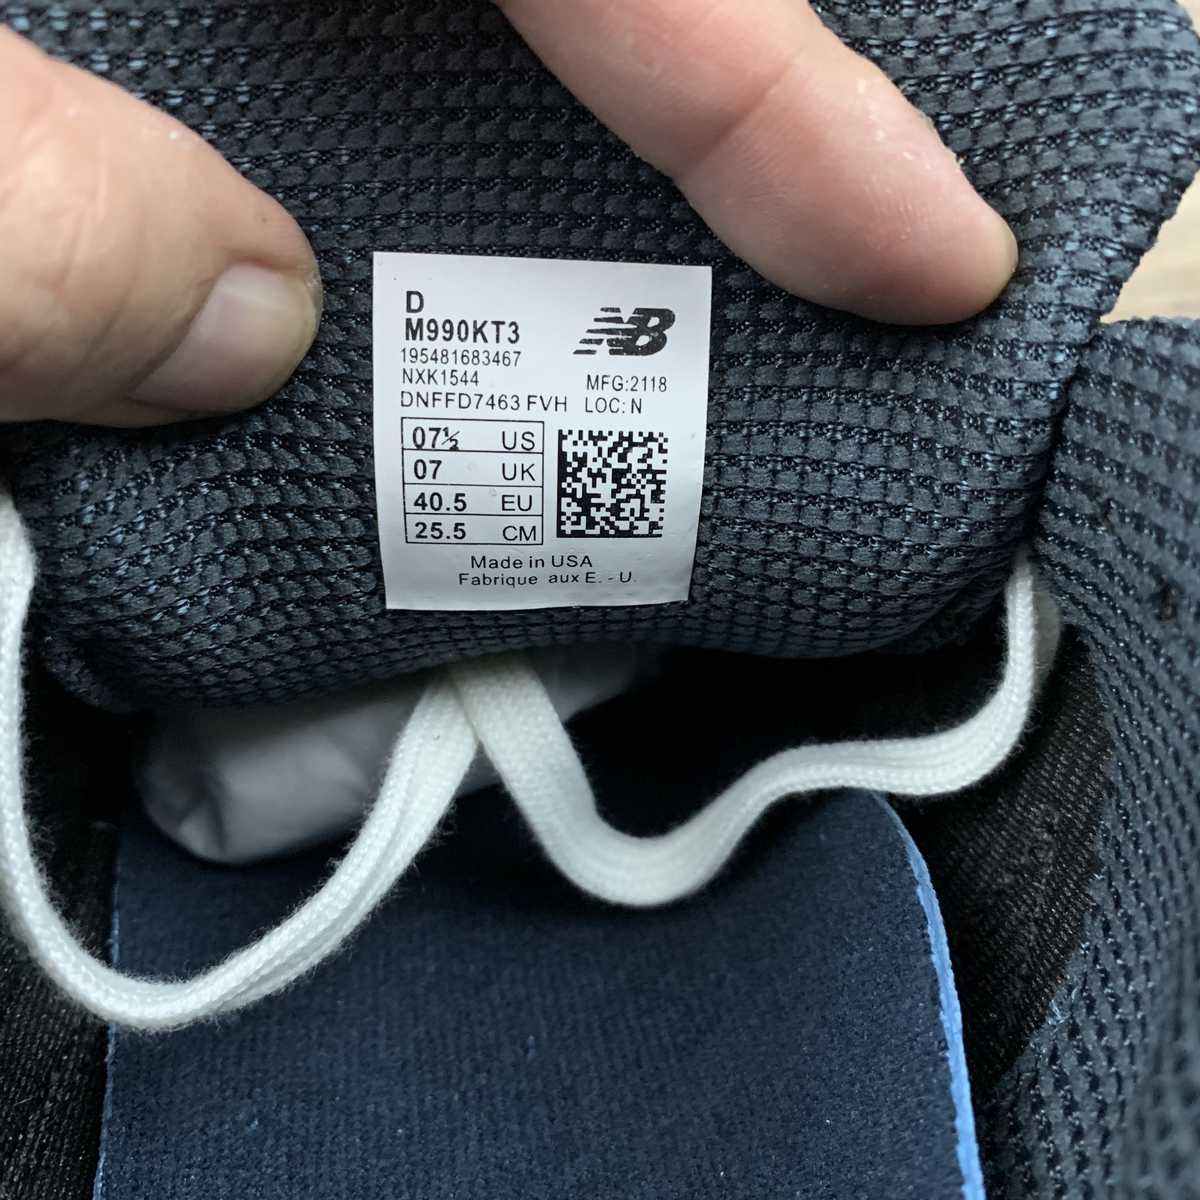 D
M990KT3
NB
195481683467
NXK1544
MFG:2118
DNFFD7463 FVH LOC: N
07½ US
07 UK
40.5 EU
25.5 CM
Made in USA
Fabrique aux E. - U.